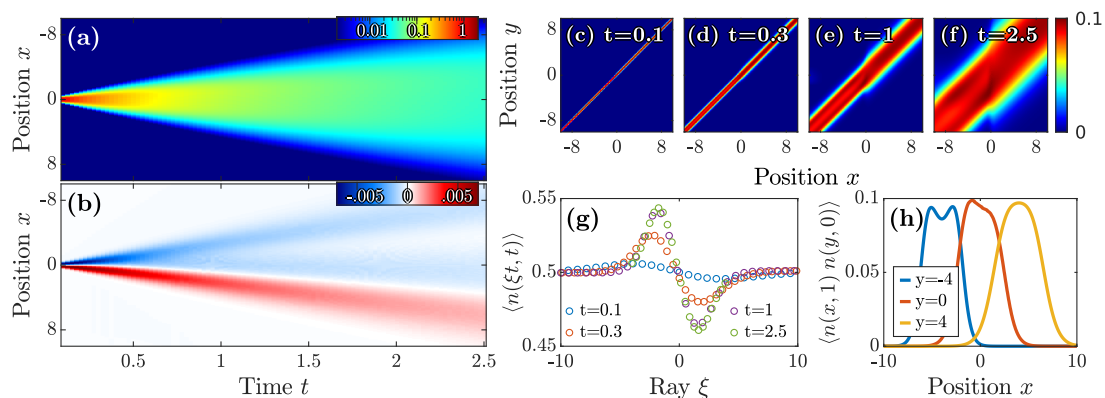 (a)
0.01 0.1 1
Position x
-8
0
8
(b)
-.005 0 .005
Position x
-8
0
8
0.5 1 1.5 2 2.5
Time t
(c) t=0.1
(d) t=0.3
(e) t=1
(f) t=2.5
Position y
-8
0
8
-8 0 8
-8 0 8
-8 0 8
-8 0 8
Position x
0.1
0
(g)
⟨n(ξt, t)⟩
0.55
0.5
0.45
t=0.1 t=1
t=0.3 t=2.5
-10 0 10
Ray ξ
(h)
⟨n(x, 1) n(y, 0)⟩
0.1
0.05
0
y=-4
y=0
y=4
-10 0 10
Position x